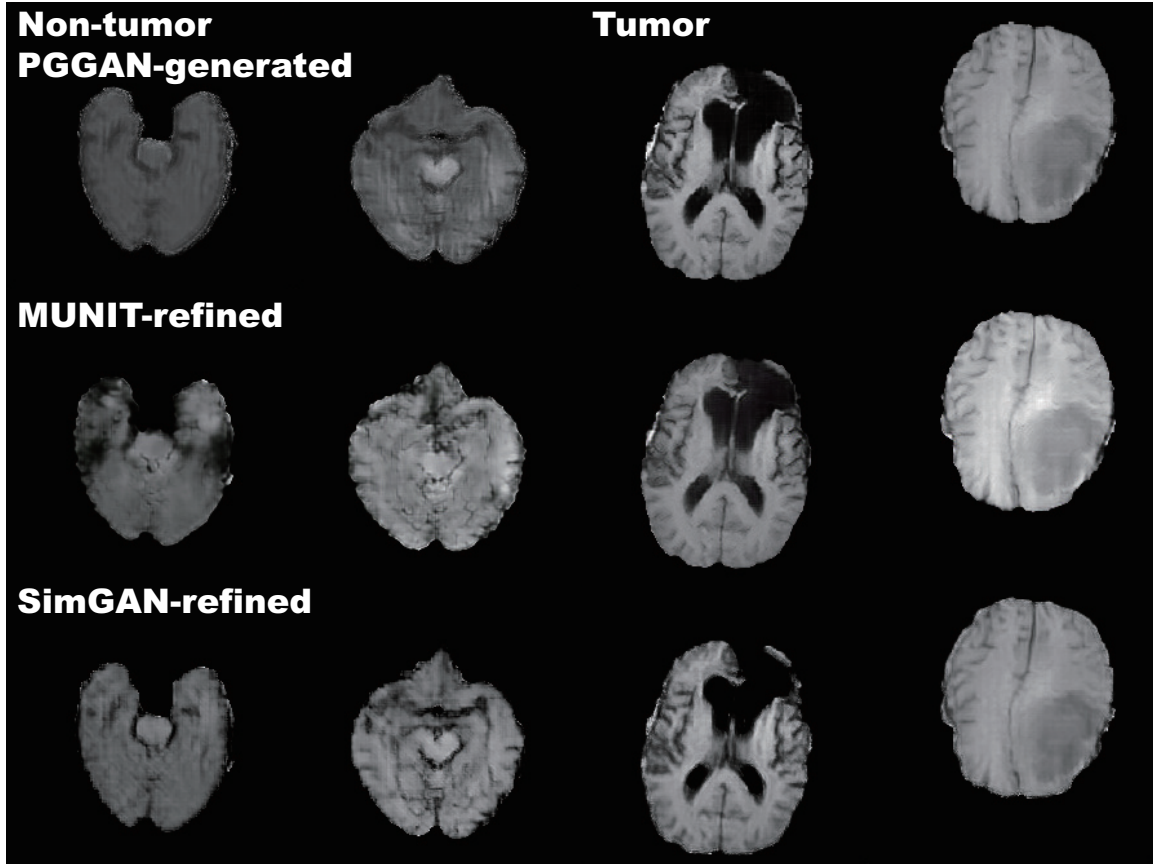 Non-tumor
PGGAN-generated
Tumor
MUNIT-refined
SimGAN-refined